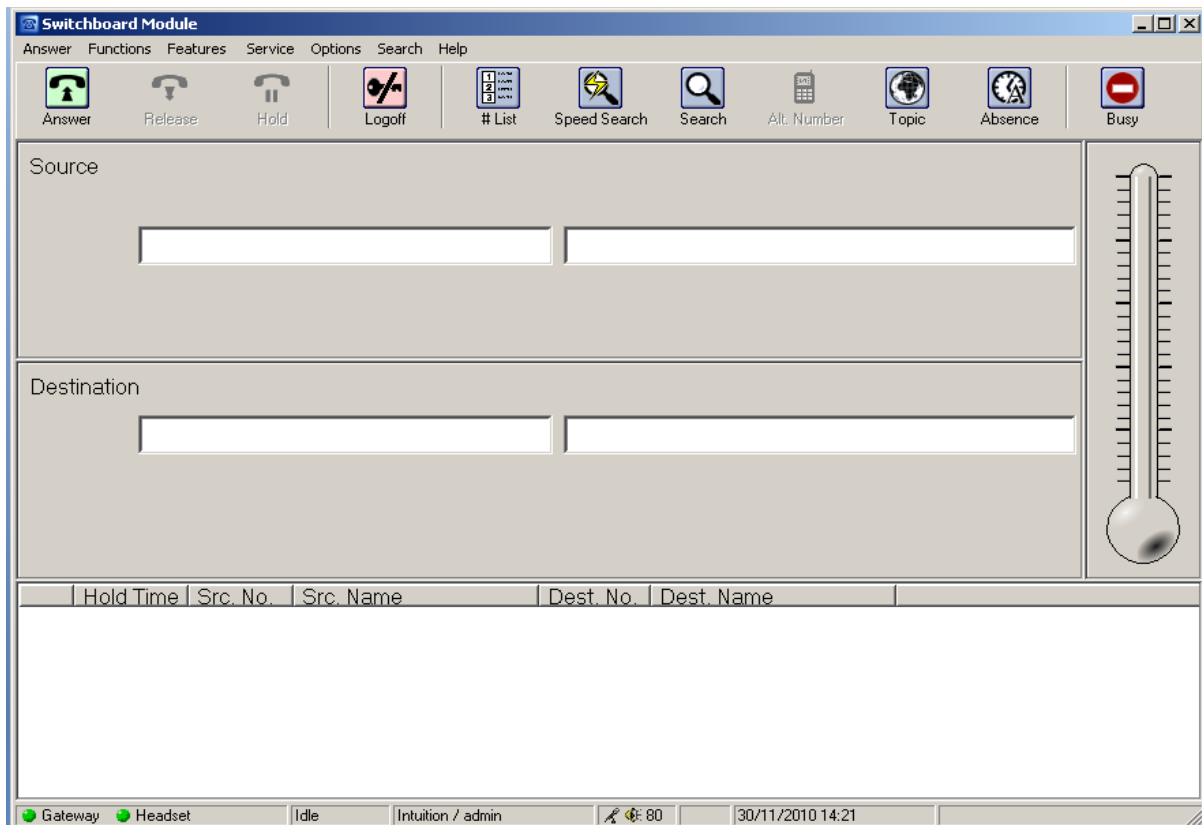 Switchboard Module
Answer Functions Features Service Options Search Help
Answer Release Hold Logoff # List Speed Search Search Alt. Number Topic Absence Busy
Source
Destination
Hold Time Src. No. Src. Name Dest. No. Dest. Name
Gateway Headset Idle Intuition / admin 80 30/11/2010 14:21